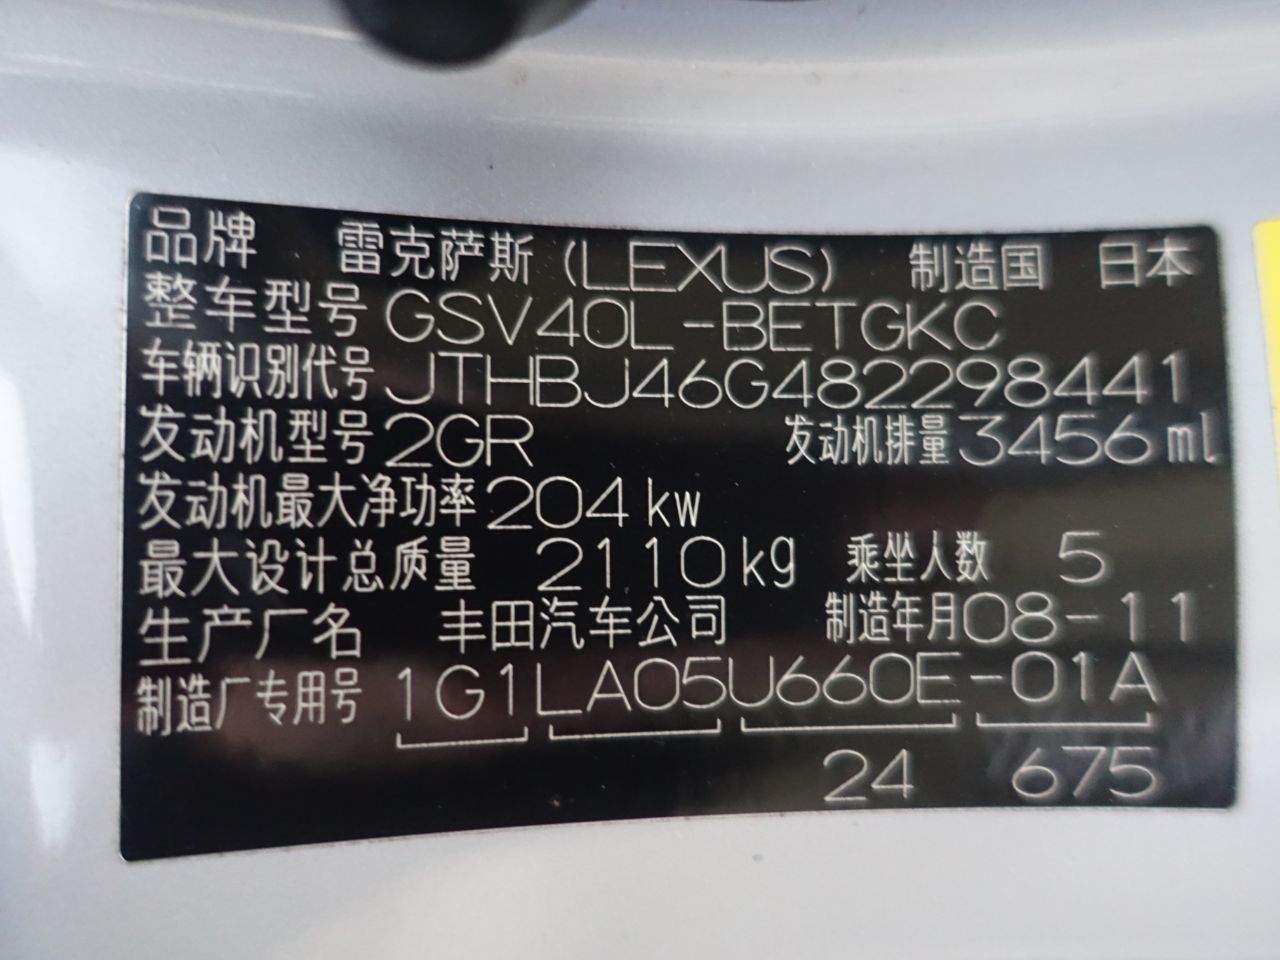 品牌 雷克萨斯 (LEXUS) 制造国 日本
整车型号 GSV40L-BETGKC
车辆识别代号 JTHBJ46G482298441
发动机型号 2GR 发动机排量 3456 ml
发动机最大净功率 204 kw
最大设计总质量 2110 kg 乘坐人数 5
生产厂名 丰田汽车公司 制造年月 08-11
制造厂专用号 1G1LA05U660E-01A
24 675